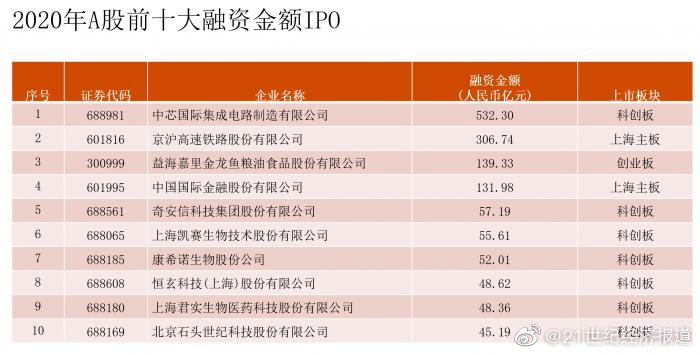 2020年A股前十大融资金额IPO
序号 证券代码 企业名称 融资金额 (人民币亿元) 上市板块
1 688981 中芯国际集成电路制造有限公司 532.30 科创板
2 601816 京沪高速铁路股份有限公司 306.74 上海主板
3 300999 益海嘉里金龙鱼粮油食品股份有限公司 139.33 创业板
4 601995 中国国际金融股份有限公司 131.98 上海主板
5 688561 奇安信科技集团股份有限公司 57.19 科创板
6 688065 上海凯赛生物技术股份有限公司 55.61 科创板
7 688185 康希诺生物股份公司 52.01 科创板
8 688608 恒玄科技(上海)股份有限公司 48.62 科创板
9 688180 上海君实生物医药科技股份有限公司 48.36 科创板
10 688169 北京石头世纪科技股份有限公司 45.19 科创板
@21世纪经济报道